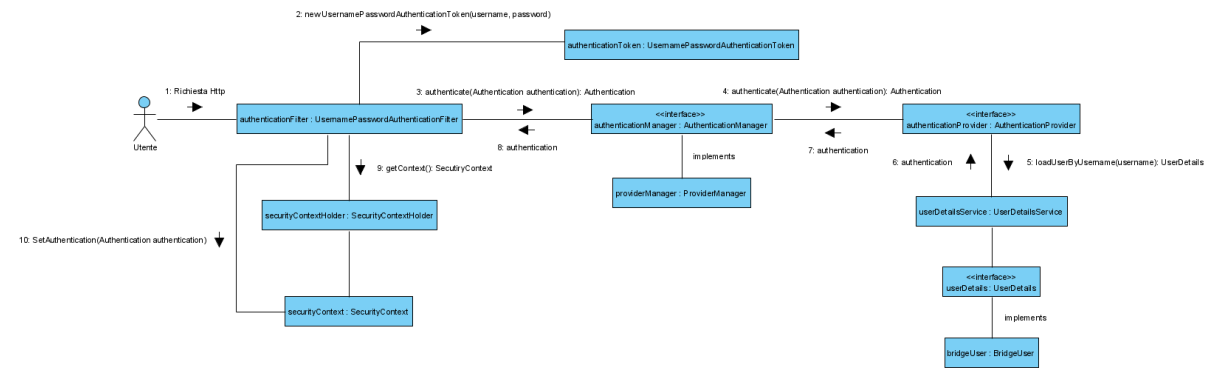 2: newUsernamePasswordAuthenticationToken(username, password)
authenticationToken : UsernamePasswordAuthenticationToken
1: Richiesta Http
3: authenticate(Authentication authentication): Authentication
4: authenticate(Authentication authentication): Authentication
Utente
authenticationFilter : UsernamePasswordAuthenticationFilter
<<interface>>
authenticationManager : AuthenticationManager
<<interface>>
authenticationProvider : AuthenticationProvider
8: authentication
7: authentication
implements
6: authentication
5: loadUserByUsername(username): UserDetails
9: getContext(): SecutiryContext
providerManager : ProviderManager
securityContextHolder : SecurityContextHolder
userDetailsService : UserDetailsService
10: SetAuthentication(Authentication authentication)
<<interface>>
userDetails : UserDetails
securityContext : SecurityContext
implements
bridgeUser : BridgeUser